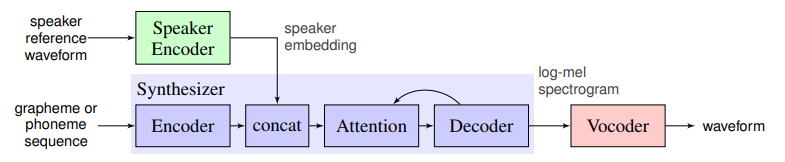 speaker
reference
waveform
Speaker
Encoder
speaker
embedding
Synthesizer
grapheme or
phoneme
sequence
Encoder
concat
Attention
Decoder
log-mel
spectrogram
Vocoder
waveform